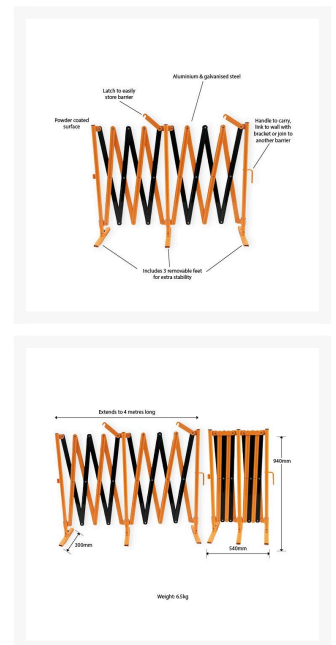 Aluminium & galvanised steel
Latch to easily
store barrier
Powder coated
surface
Handle to carry,
link to wall with
bracket or join to
another barrier
Includes 3 removable feet
for extra stability
Extends to 4 metres long
940mm
300mm
540mm
Weight: 6.5kg